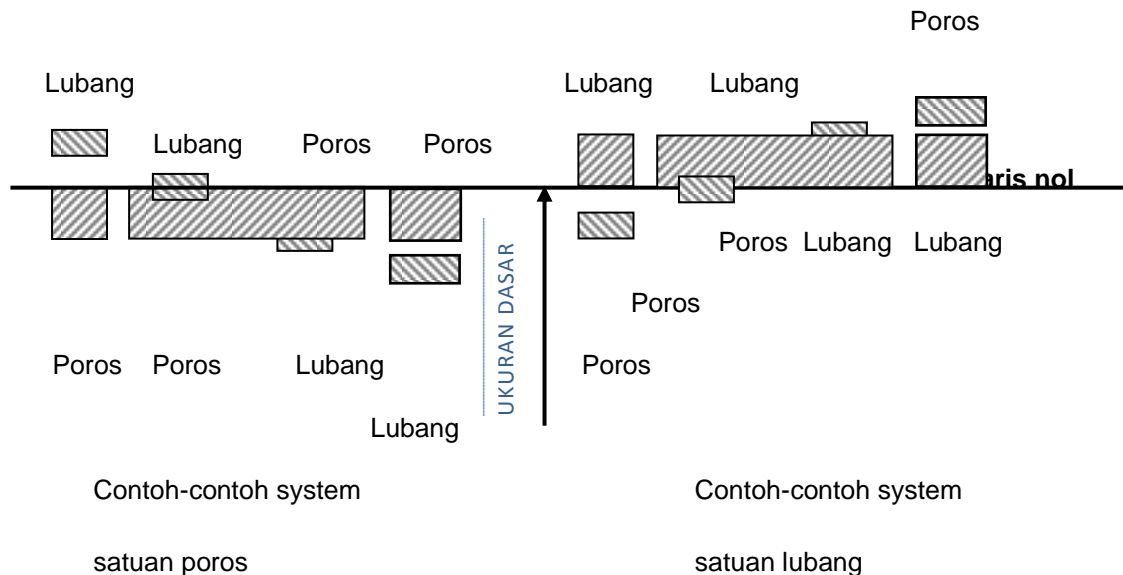 Poros
Lubang
Lubang
Lubang
Lubang
Poros
Poros
aris nol
Poros
Lubang
Lubang
UKURAN DASAR
Poros
Poros
Poros
Lubang
Poros
Lubang
Contoh-contoh system
Contoh-contoh system
satuan poros
satuan lubang